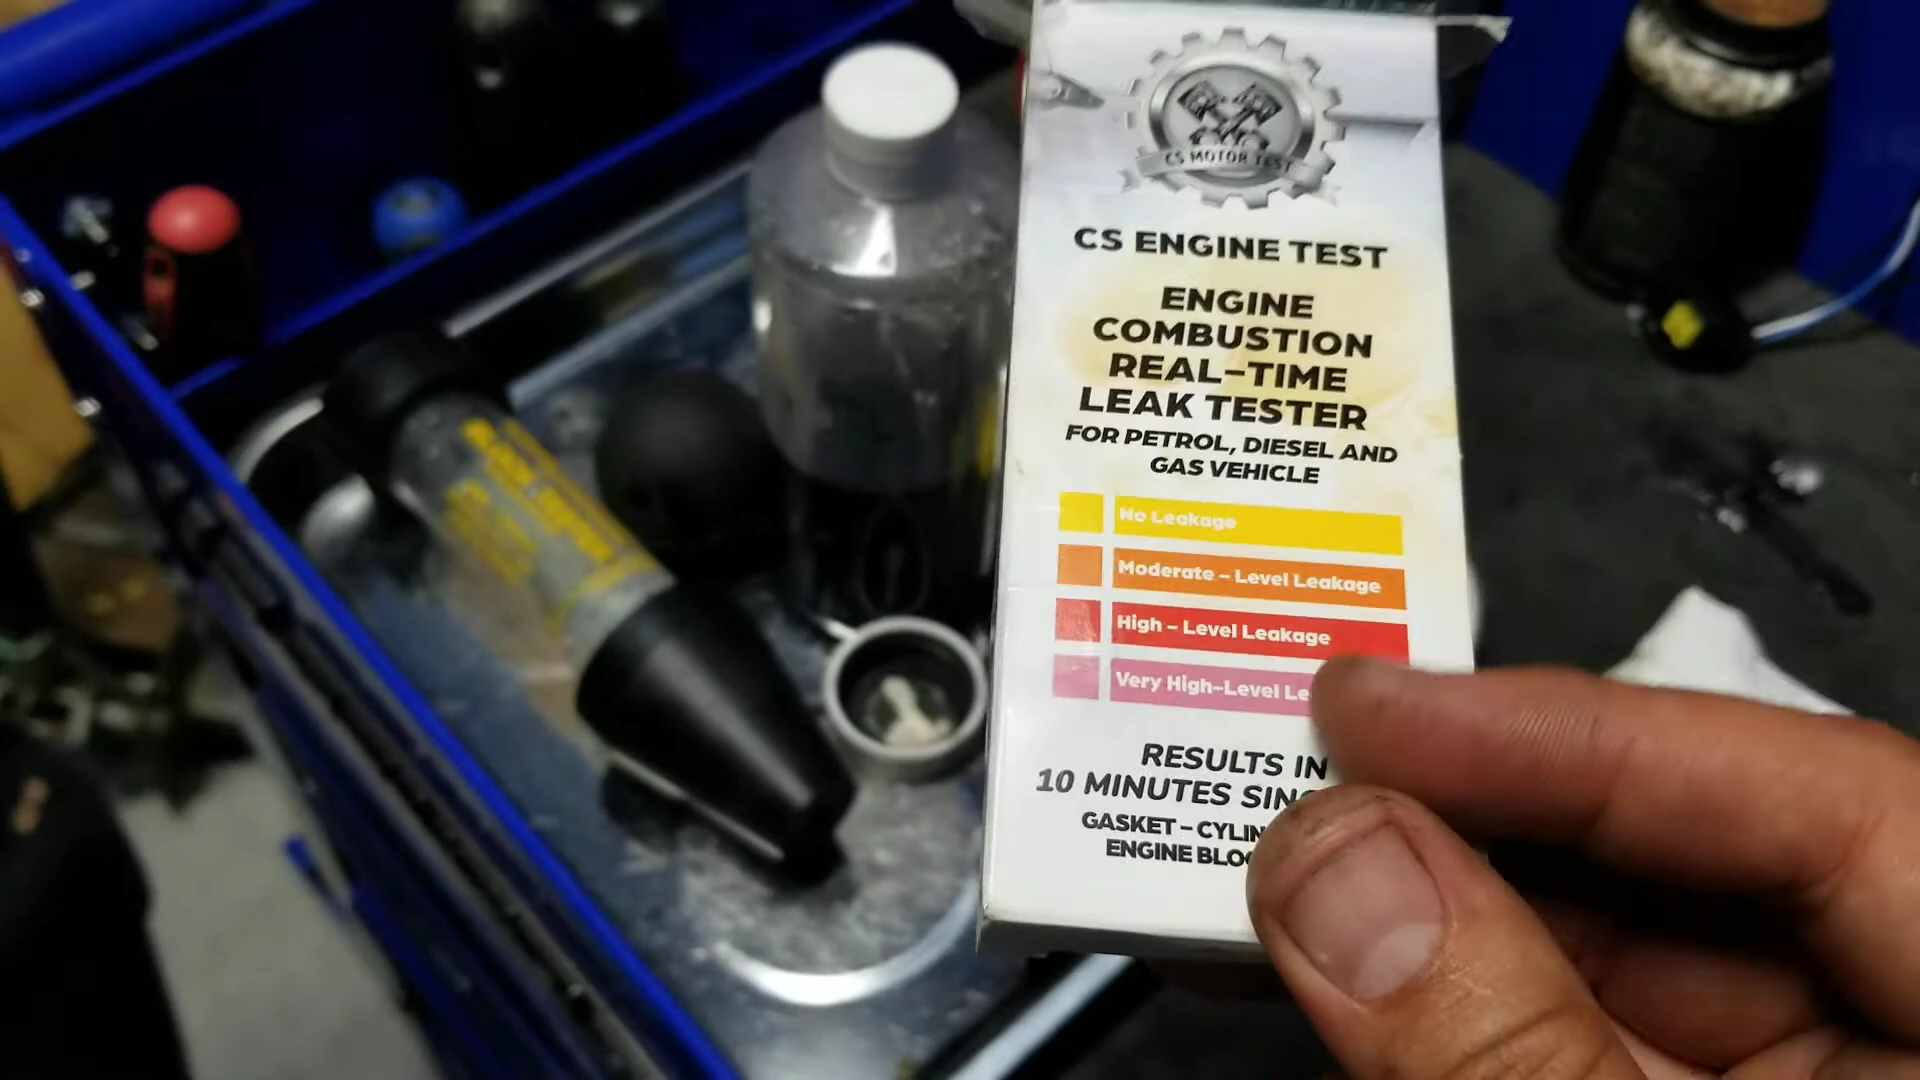 CS MOTOR TEST
CS ENGINE TEST
ENGINE
COMBUSTION
REAL-TIME
LEAK TESTER
FOR PETROL, DIESEL AND
GAS VEHICLE
No Leakage
Moderate - Level Leakage
High - Level Leakage
Very High-Level Le
RESULTS IN
10 MINUTES SINC
GASKET - CYLIN
ENGINE BLOC